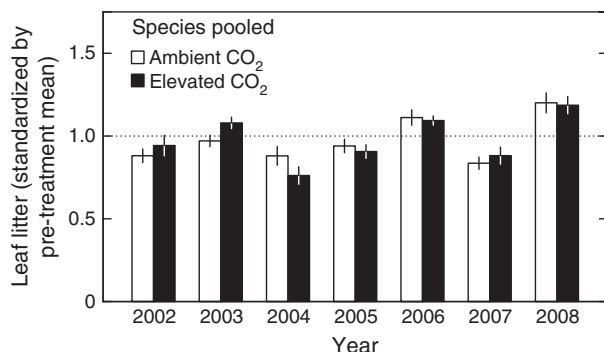 Species pooled
Ambient CO₂
Elevated CO₂
Leaf litter (standardized by
pre-treatment mean)
1.5
1.0
0.5
0
2002 2003 2004 2005 2006 2007 2008
Year